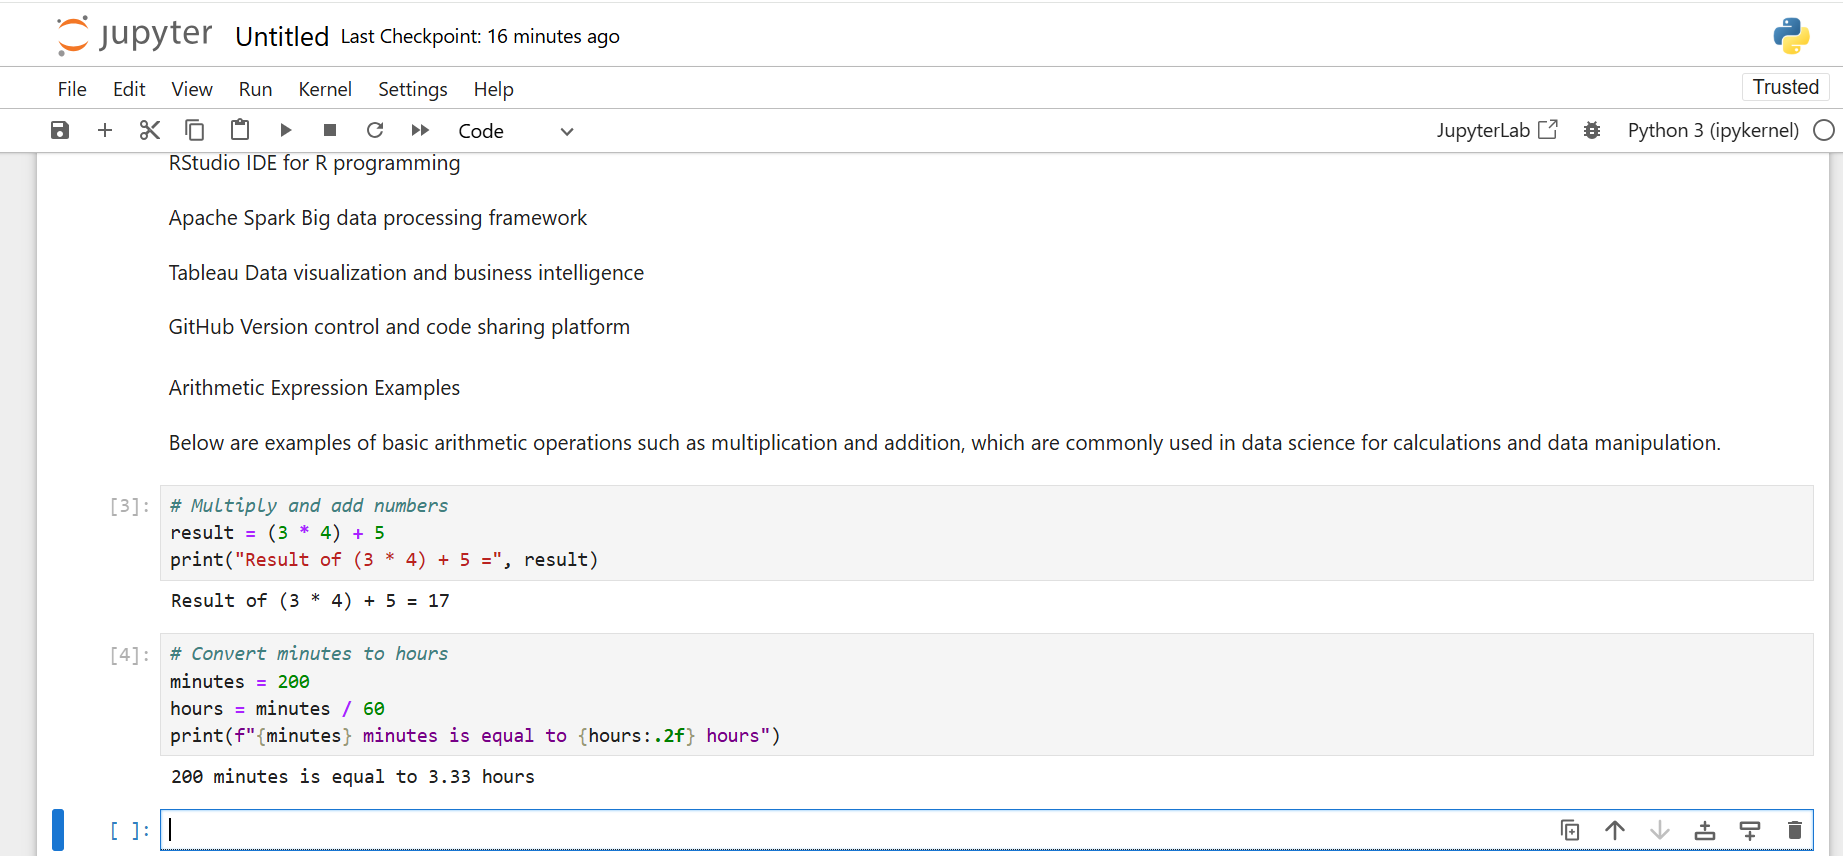 jupyter Untitled Last Checkpoint: 16 minutes ago
File Edit View Run Kernel Settings Help Trusted
Code JupyterLab Python 3 (ipykernel)
RStudio IDE for R programming
Apache Spark Big data processing framework
Tableau Data visualization and business intelligence
GitHub Version control and code sharing platform
Arithmetic Expression Examples
Below are examples of basic arithmetic operations such as multiplication and addition, which are commonly used in data science for calculations and data manipulation.
[3]: # Multiply and add numbers
result = (3 * 4) + 5
print("Result of (3 * 4) + 5 =", result)
Result of (3 * 4) + 5 = 17
[4]: # Convert minutes to hours
minutes = 200
hours = minutes / 60
print(f"{minutes} minutes is equal to {hours:.2f} hours")
200 minutes is equal to 3.33 hours
[ ]: